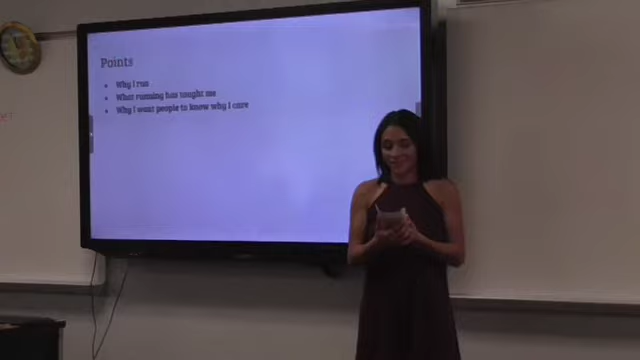 Points
Why I run
What running has taught me
Why I want people to know why I care